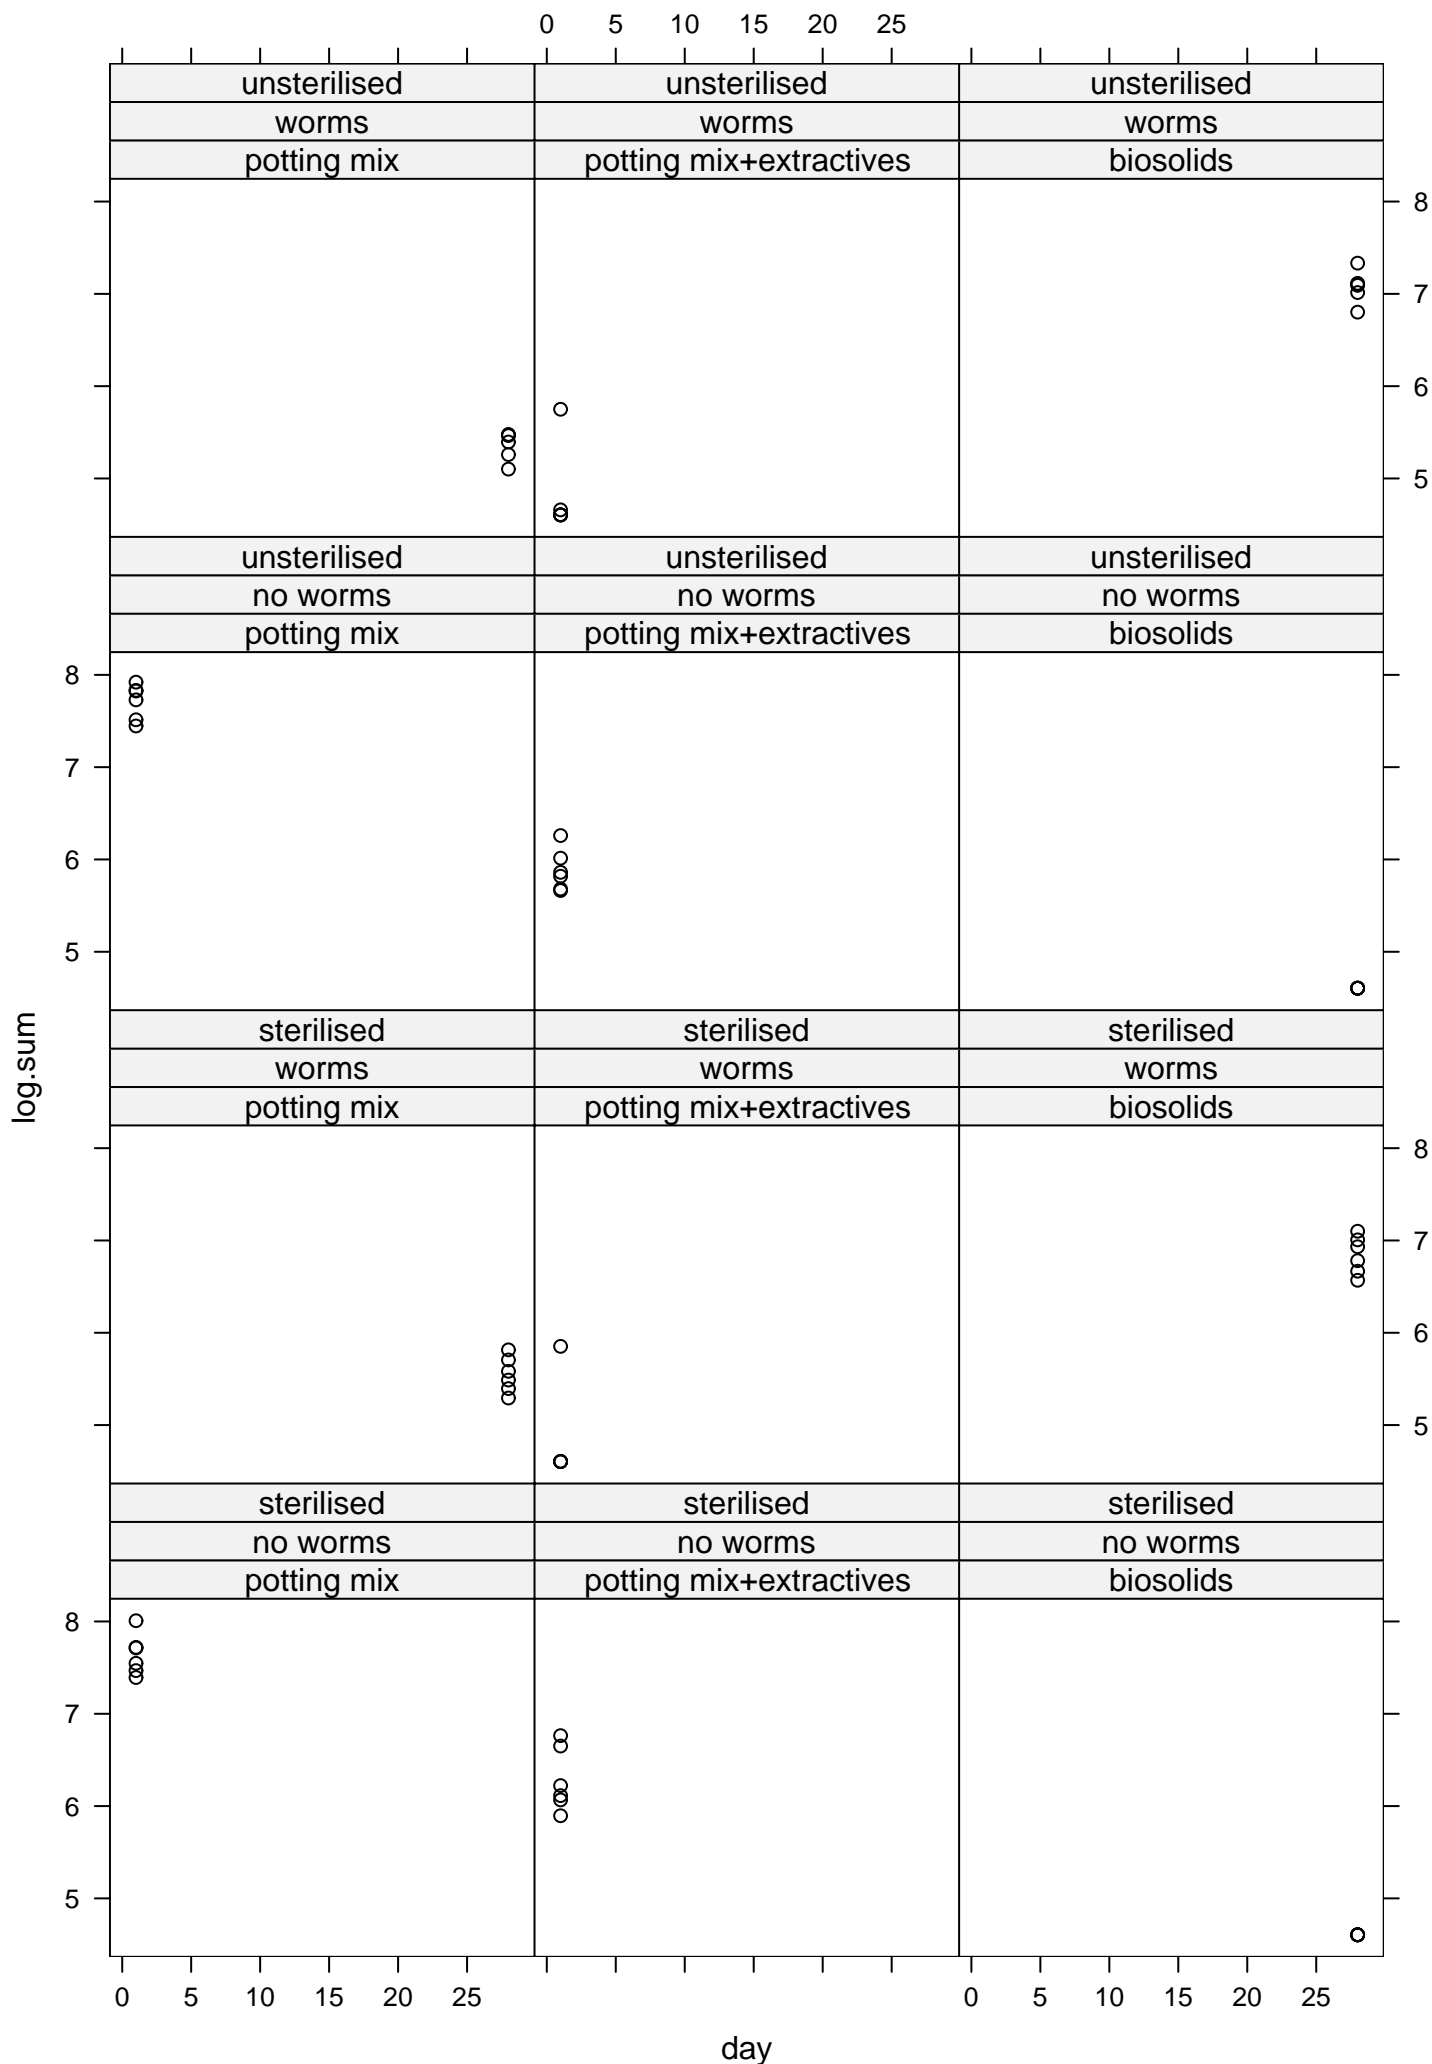 0 5 10 15 20 25
unsterilised unsterilised unsterilised
worms worms worms
potting mix potting mix+extractives biosolids
8
7
6
5
unsterilised unsterilised unsterilised
no worms no worms no worms
potting mix potting mix+extractives biosolids
8
7
6
5
log.sum
sterilised sterilised sterilised
worms worms worms
potting mix potting mix+extractives biosolids
8
7
6
5
sterilised sterilised sterilised
no worms no worms no worms
potting mix potting mix+extractives biosolids
8
7
6
5
0 5 10 15 20 25 0 5 10 15 20 25
day